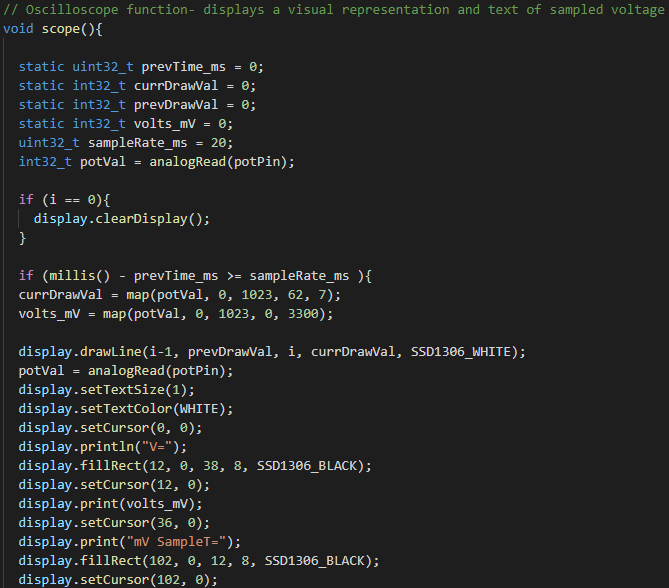 // Oscilloscope function- displays a visual representation and text of sampled voltage
void scope(){
static uint32_t prevTime_ms = 0;
static int32_t currDrawVal = 0;
static int32_t prevDrawVal = 0;
static int32_t volts_mV = 0;
uint32_t sampleRate_ms = 20;
int32_t potVal = analogRead(potPin);
if (i == 0){
display.clearDisplay();
}
if (millis() - prevTime_ms >= sampleRate_ms ){
currDrawVal = map(potVal, 0, 1023, 62, 7);
volts_mV = map(potVal, 0, 1023, 0, 3300);
display.drawLine(i-1, prevDrawVal, i, currDrawVal, SSD1306_WHITE);
potVal = analogRead(potPin);
display.setTextSize(1);
display.setTextColor(WHITE);
display.setCursor(0, 0);
display.println("V=");
display.fillRect(12, 0, 38, 8, SSD1306_BLACK);
display.setCursor(12, 0);
display.print(volts_mV);
display.setCursor(36, 0);
display.print("mV SampleT=");
display.fillRect(102, 0, 12, 8, SSD1306_BLACK);
display.setCursor(102, 0);